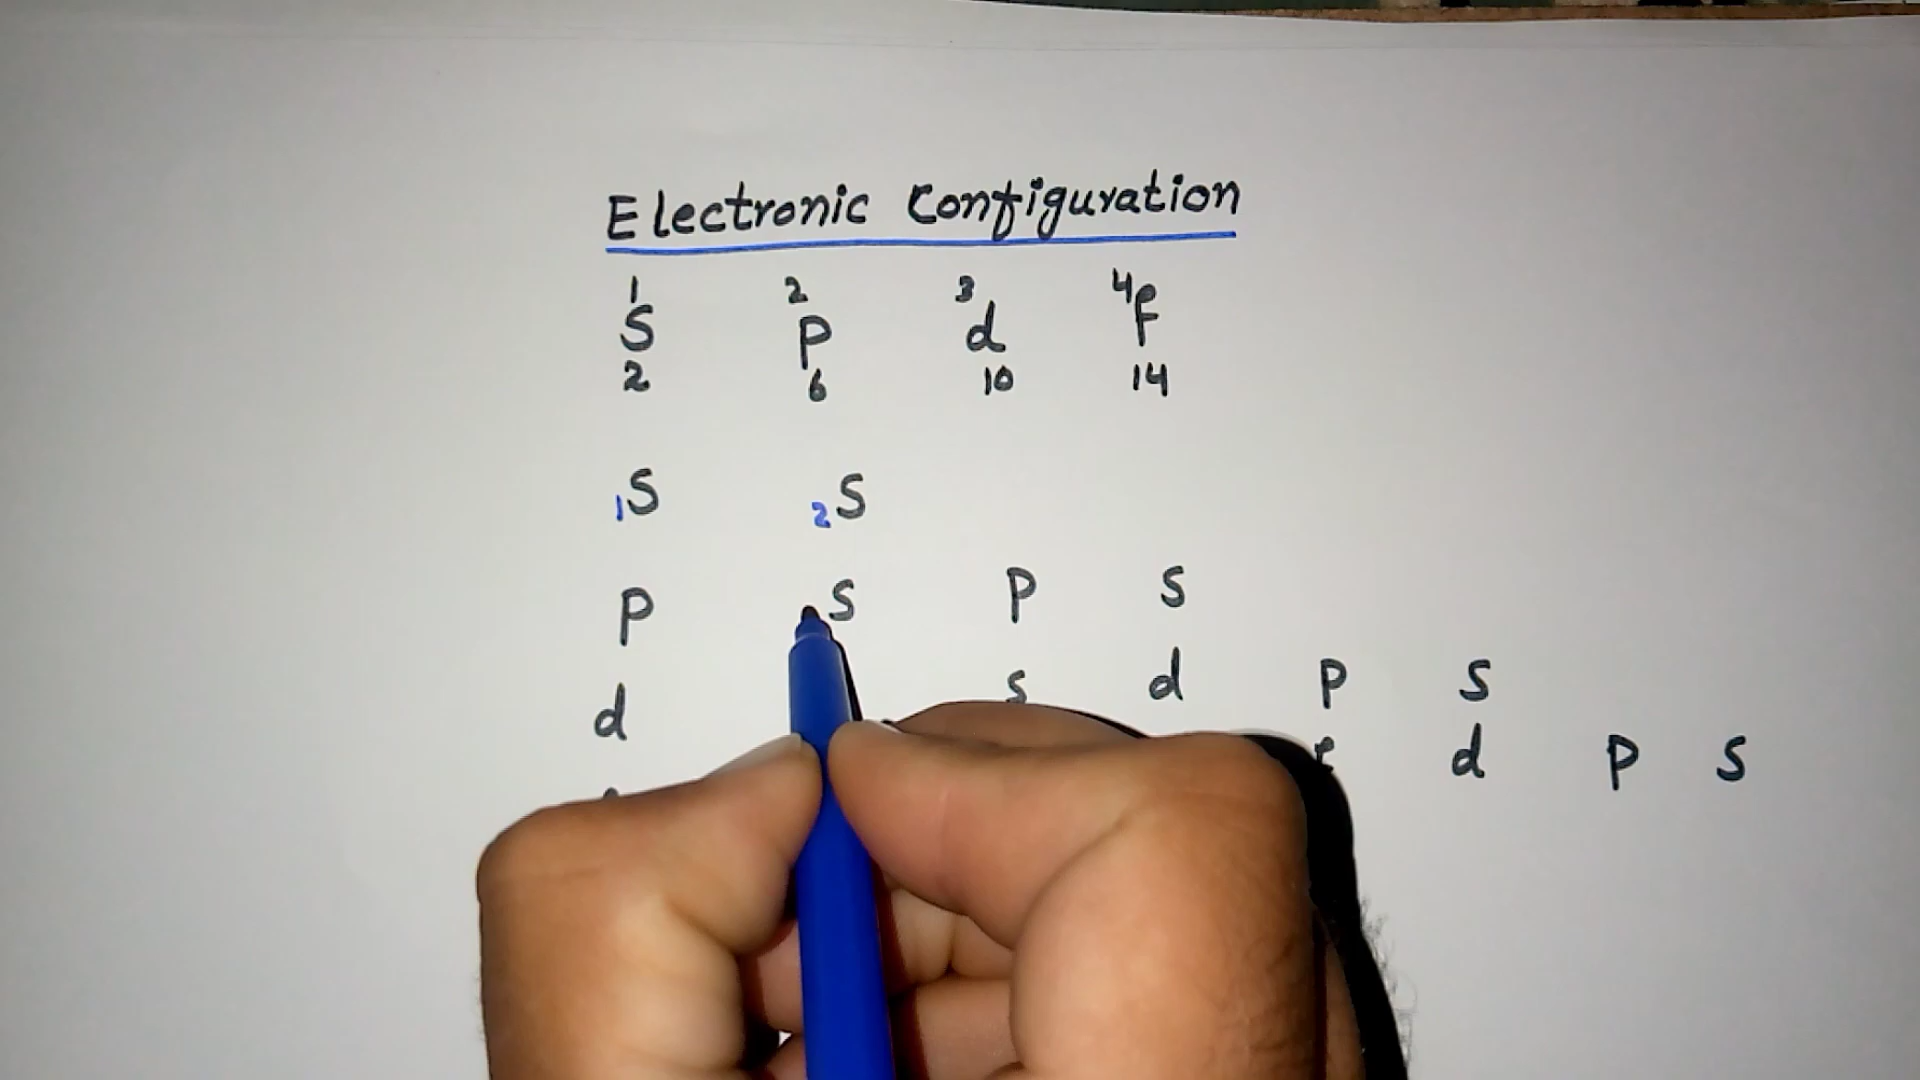 Electronic Configuration
1 2 3 4
S P d f
2 6 10 14
1S 2S
P S P S
d S d P S
d P S